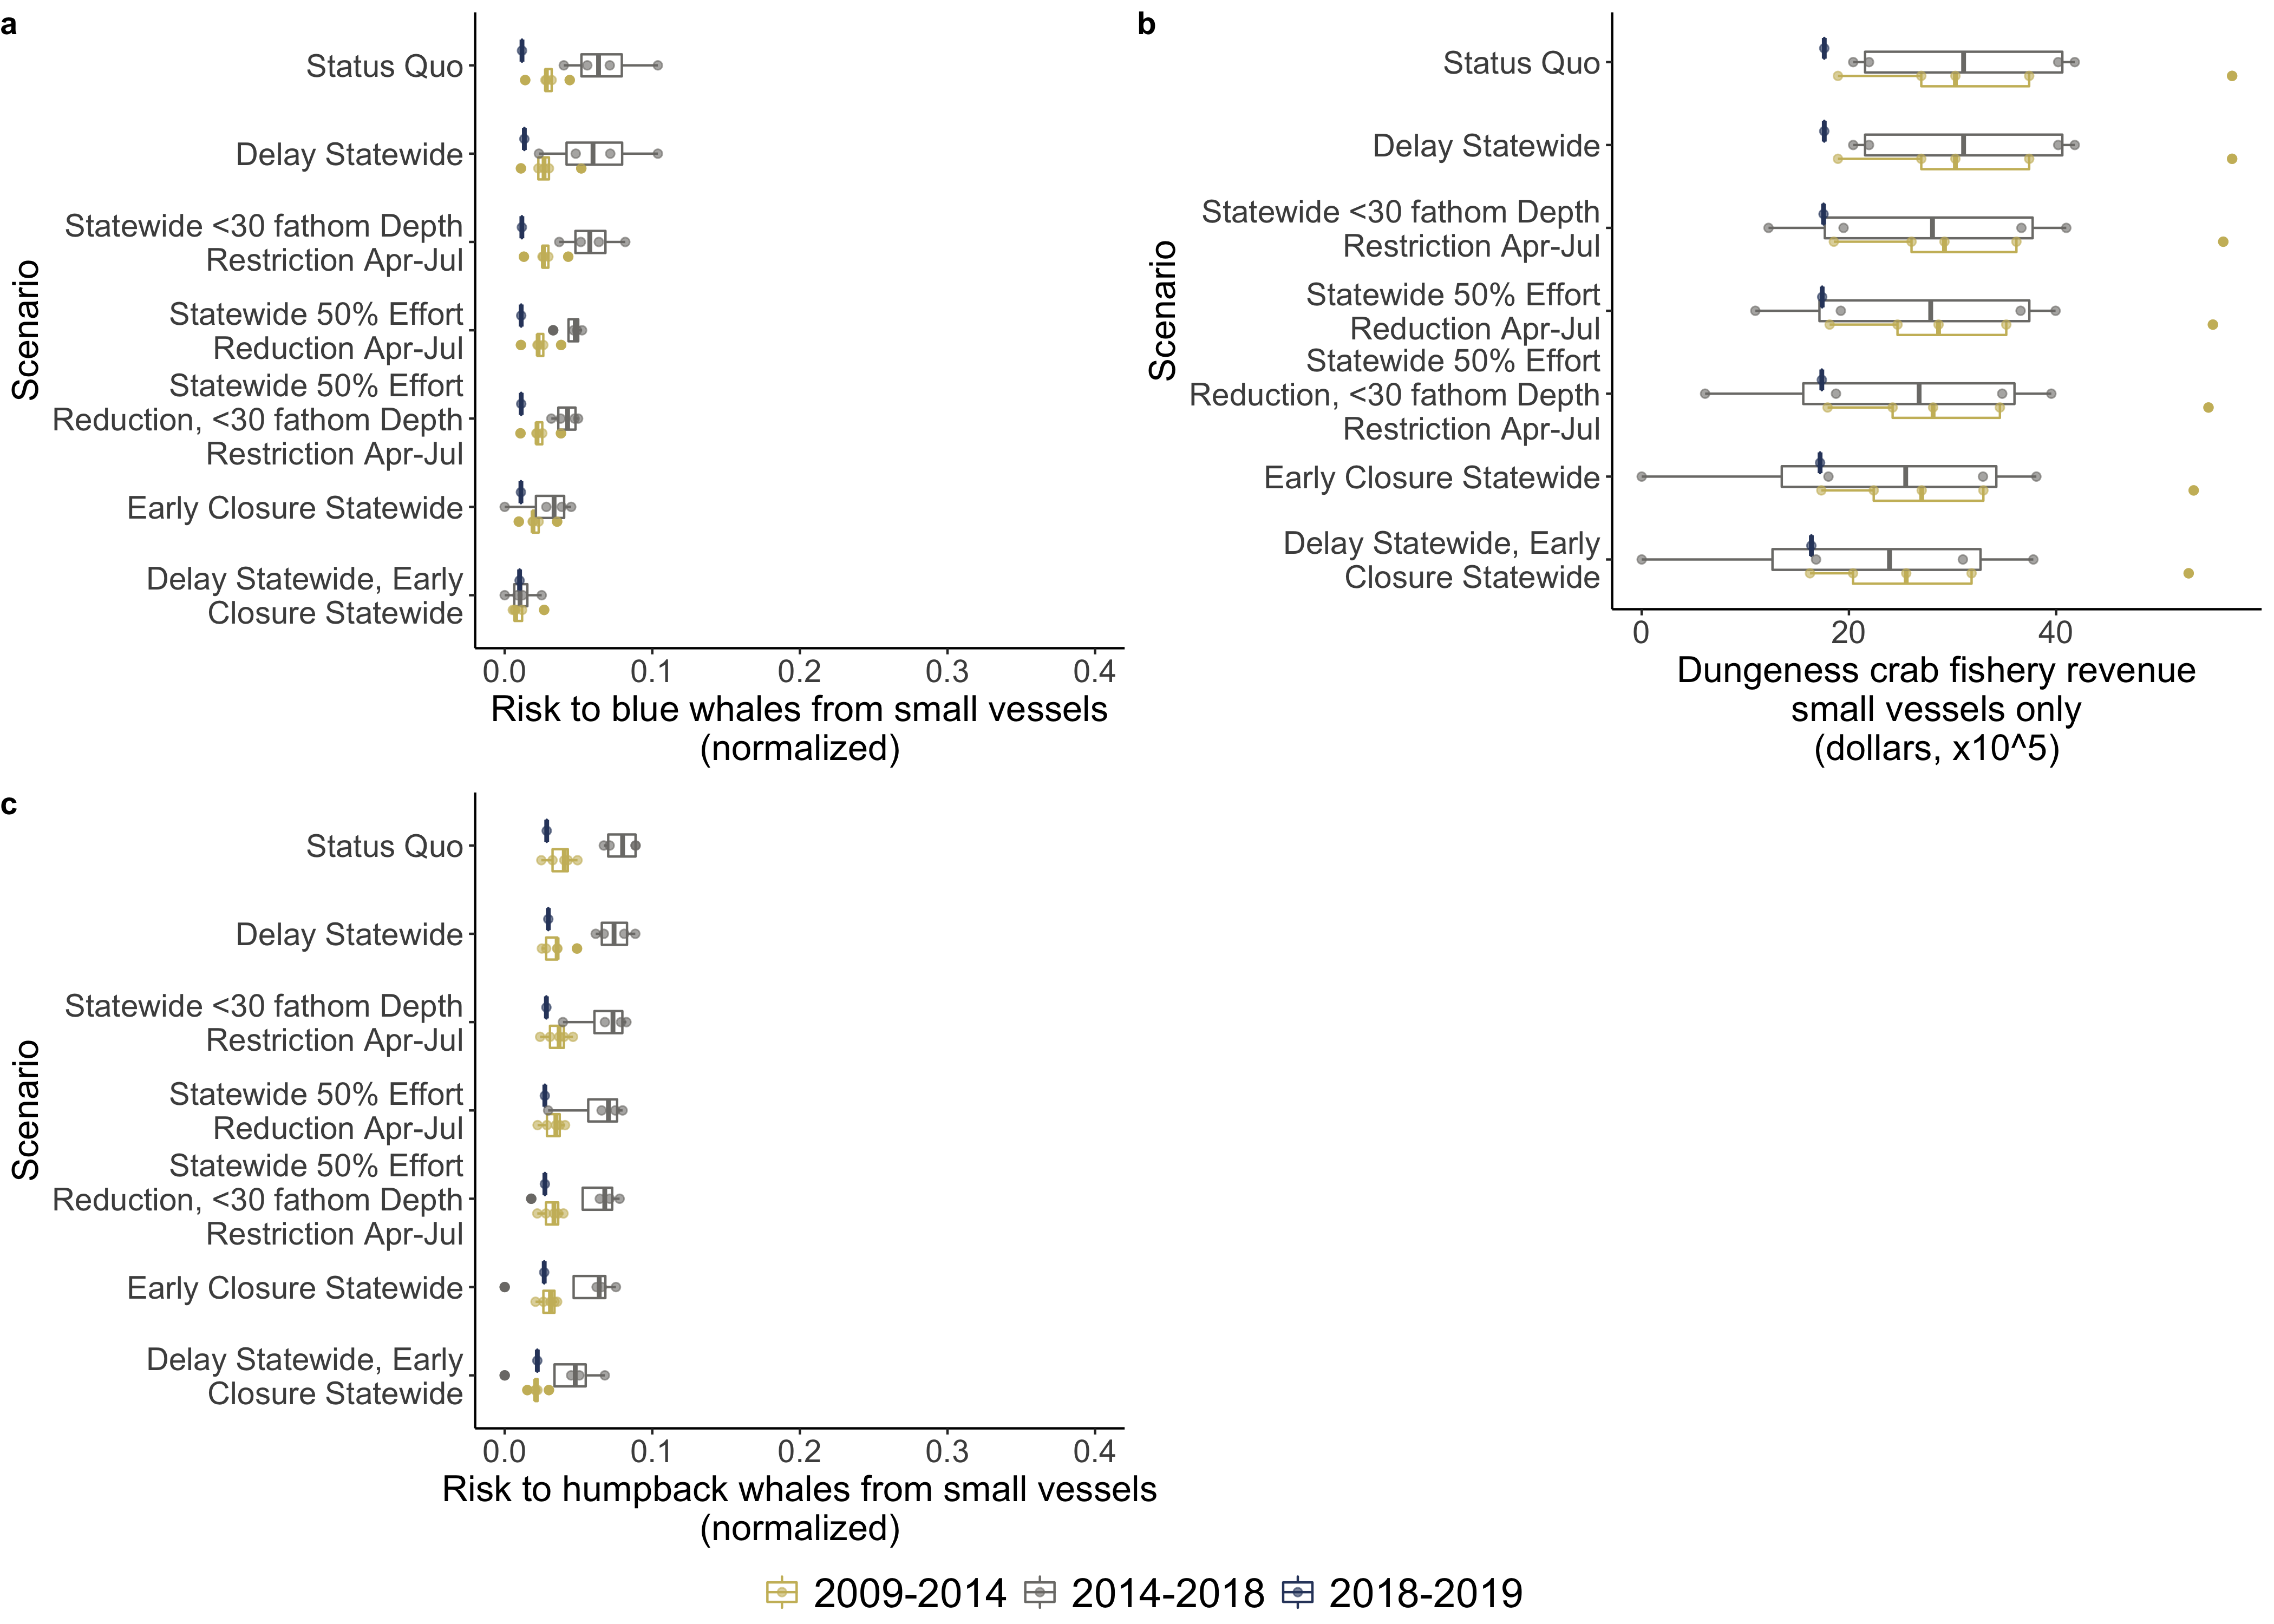 a
Scenario
Status Quo
Delay Statewide
Statewide <30 fathom Depth
Restriction Apr-Jul
Statewide 50% Effort
Reduction Apr-Jul
Statewide 50% Effort
Reduction, <30 fathom Depth
Restriction Apr-Jul
Early Closure Statewide
Delay Statewide, Early
Closure Statewide
0.0 0.1 0.2 0.3 0.4
Risk to blue whales from small vessels
(normalized)
b
Scenario
Status Quo
Delay Statewide
Statewide <30 fathom Depth
Restriction Apr-Jul
Statewide 50% Effort
Reduction Apr-Jul
Statewide 50% Effort
Reduction, <30 fathom Depth
Restriction Apr-Jul
Early Closure Statewide
Delay Statewide, Early
Closure Statewide
0 20 40
Dungeness crab fishery revenue
small vessels only
(dollars, x10^5)
c
Scenario
Status Quo
Delay Statewide
Statewide <30 fathom Depth
Restriction Apr-Jul
Statewide 50% Effort
Reduction Apr-Jul
Statewide 50% Effort
Reduction, <30 fathom Depth
Restriction Apr-Jul
Early Closure Statewide
Delay Statewide, Early
Closure Statewide
0.0 0.1 0.2 0.3 0.4
Risk to humpback whales from small vessels
(normalized)
2009-2014 2014-2018 2018-2019